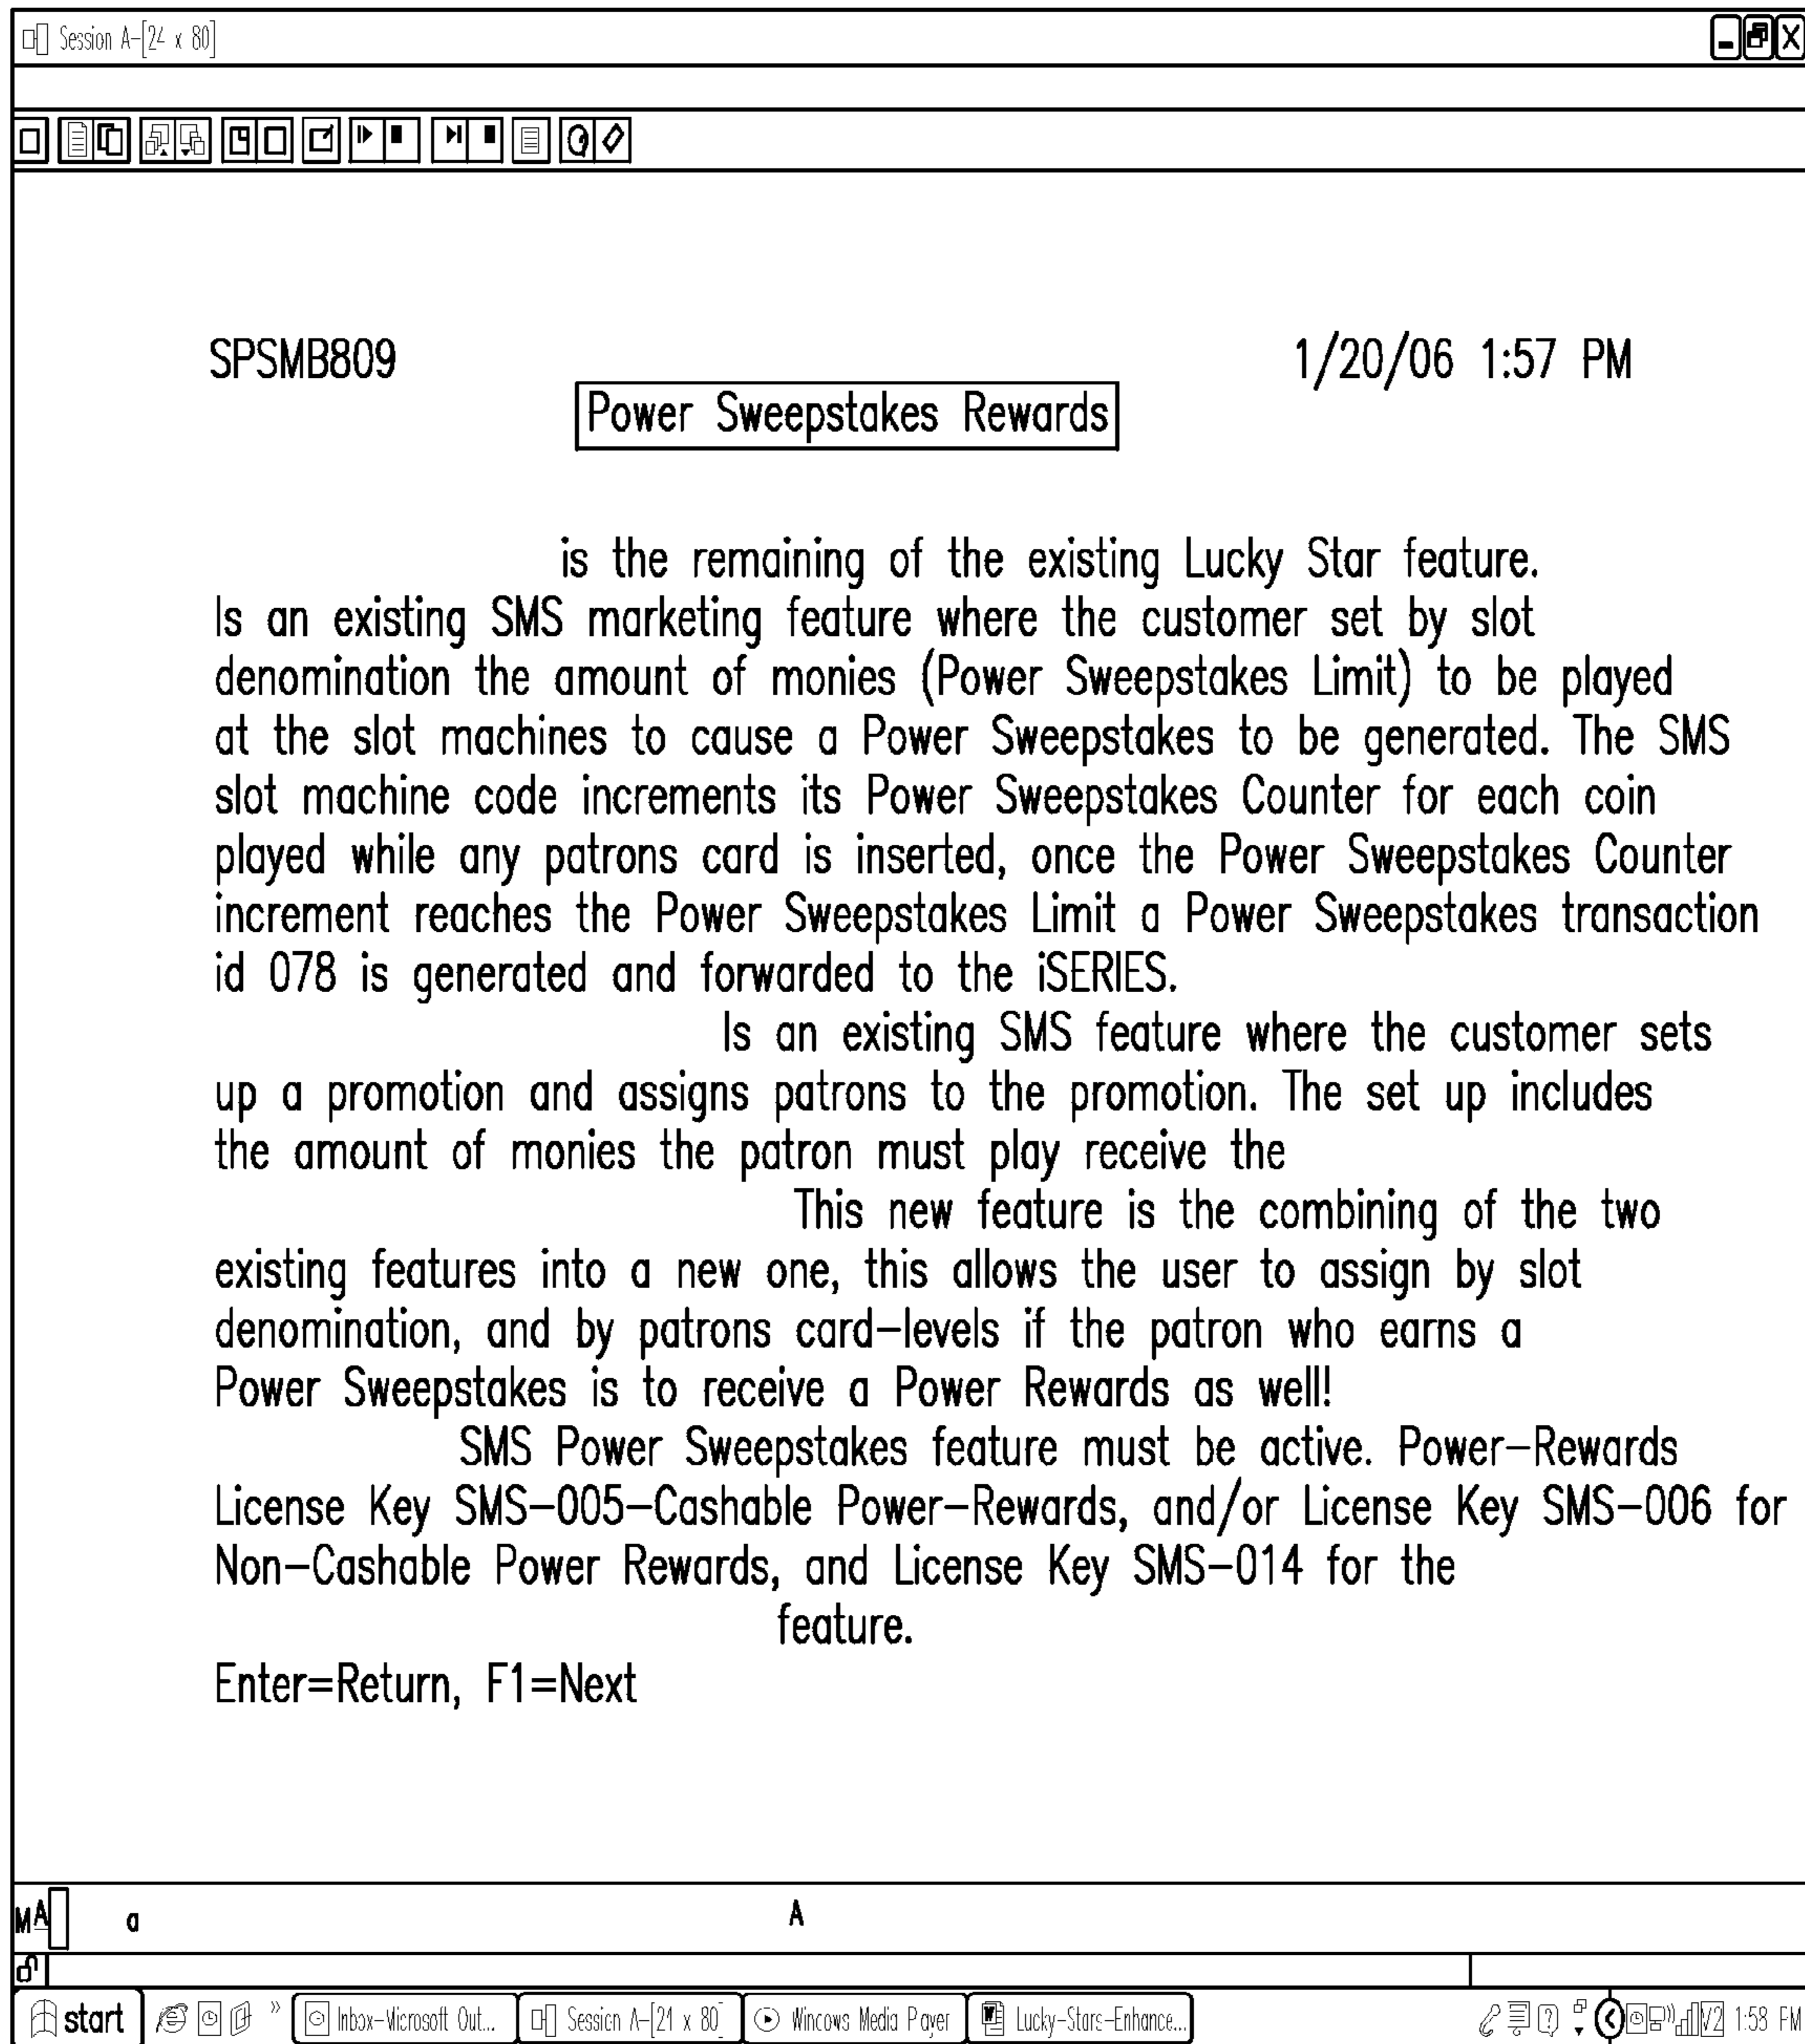 Session A-[24 x 80]
SPSMB809
1/20/06 1:57 PM
Power Sweepstakes Rewards
is the remaining of the existing Lucky Star feature.
Is an existing SMS marketing feature where the customer set by slot
denomination the amount of monies (Power Sweepstakes Limit) to be played
at the slot machines to cause a Power Sweepstakes to be generated. The SMS
slot machine code increments its Power Sweepstakes Counter for each coin
played while any patrons card is inserted, once the Power Sweepstakes Counter
increment reaches the Power Sweepstakes Limit a Power Sweepstakes transaction
id 078 is generated and forwarded to the iSERIES.
Is an existing SMS feature where the customer sets
up a promotion and assigns patrons to the promotion. The set up includes
the amount of monies the patron must play receive the
This new feature is the combining of the two
existing features into a new one, this allows the user to assign by slot
denomination, and by patrons card-levels if the patron who earns a
Power Sweepstakes is to receive a Power Rewards as well!
SMS Power Sweepstakes feature must be active. Power-Rewards
License Key SMS-005-Cashable Power-Rewards, and/or License Key SMS-006 for
Non-Cashable Power Rewards, and License Key SMS-014 for the
feature.
Enter=Return, F1=Next
MA a A
start » Inbox-Microsoft Out... Session A-[21 x 80] Wincows Media Payer Lucky-Stars-Enhance... V2 1:58 PM